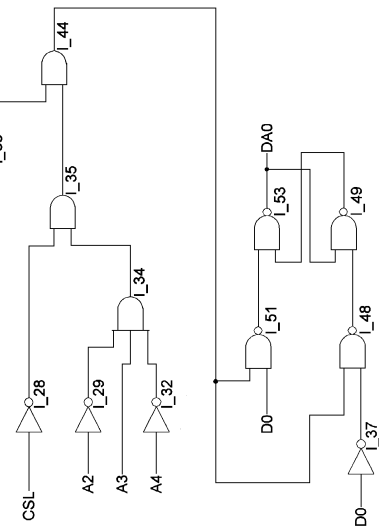 I_44
I_35
I_34
I_28
I_29
I_32
CSL
A2
A3
A4
DA0
I_53
I_49
I_51
I_48
D0
I_37
D0